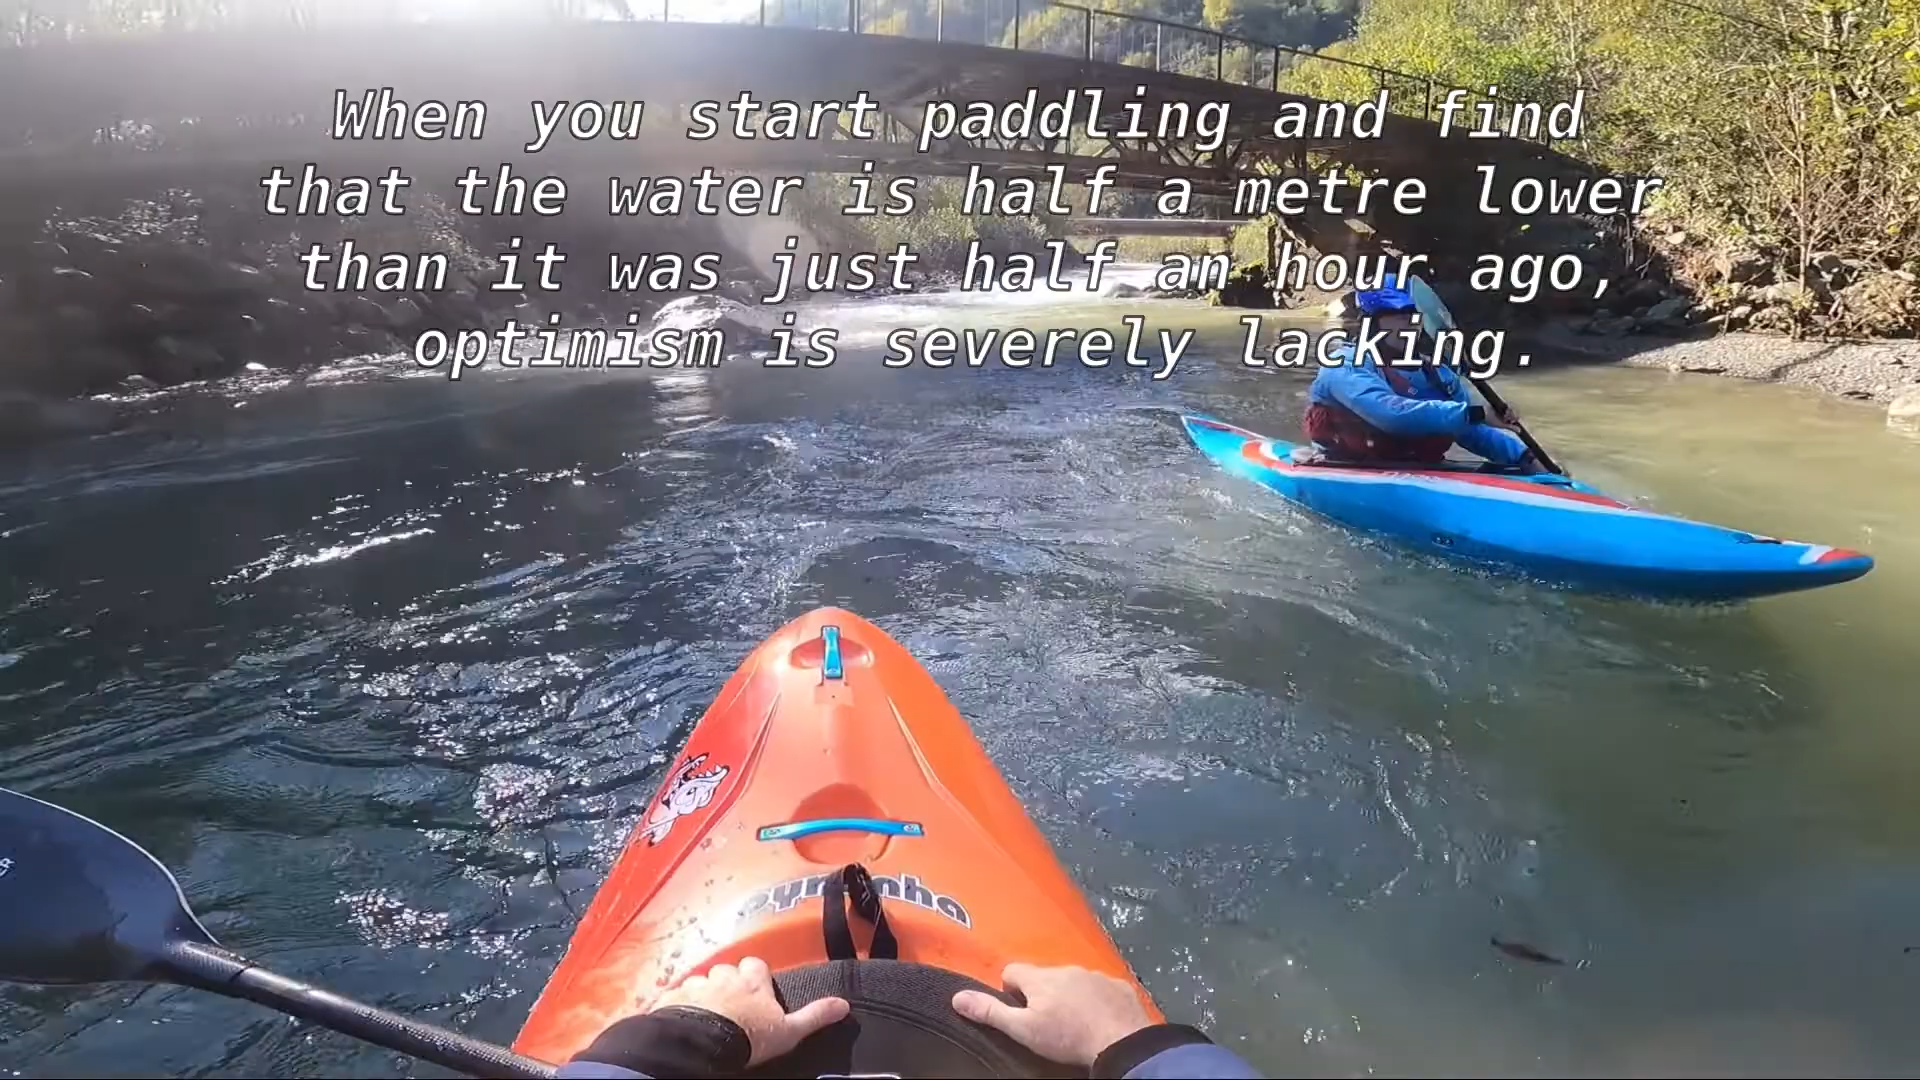 When you start paddling and find
that the water is half a metre lower
than it was just half an hour ago,
optimism is severely lacking.
pyranha